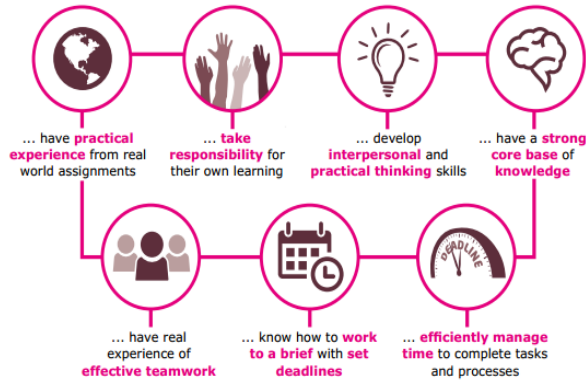 ... have practical
experience from real
world assignments
... take
responsibility for
their own learning
... develop
interpersonal and
practical thinking skills
... have a strong
core base of
knowledge
DEADLINE
... have real
experience of
effective teamwork
... know how to work
to a brief with set
deadlines
... efficiently manage
time to complete tasks
and processes